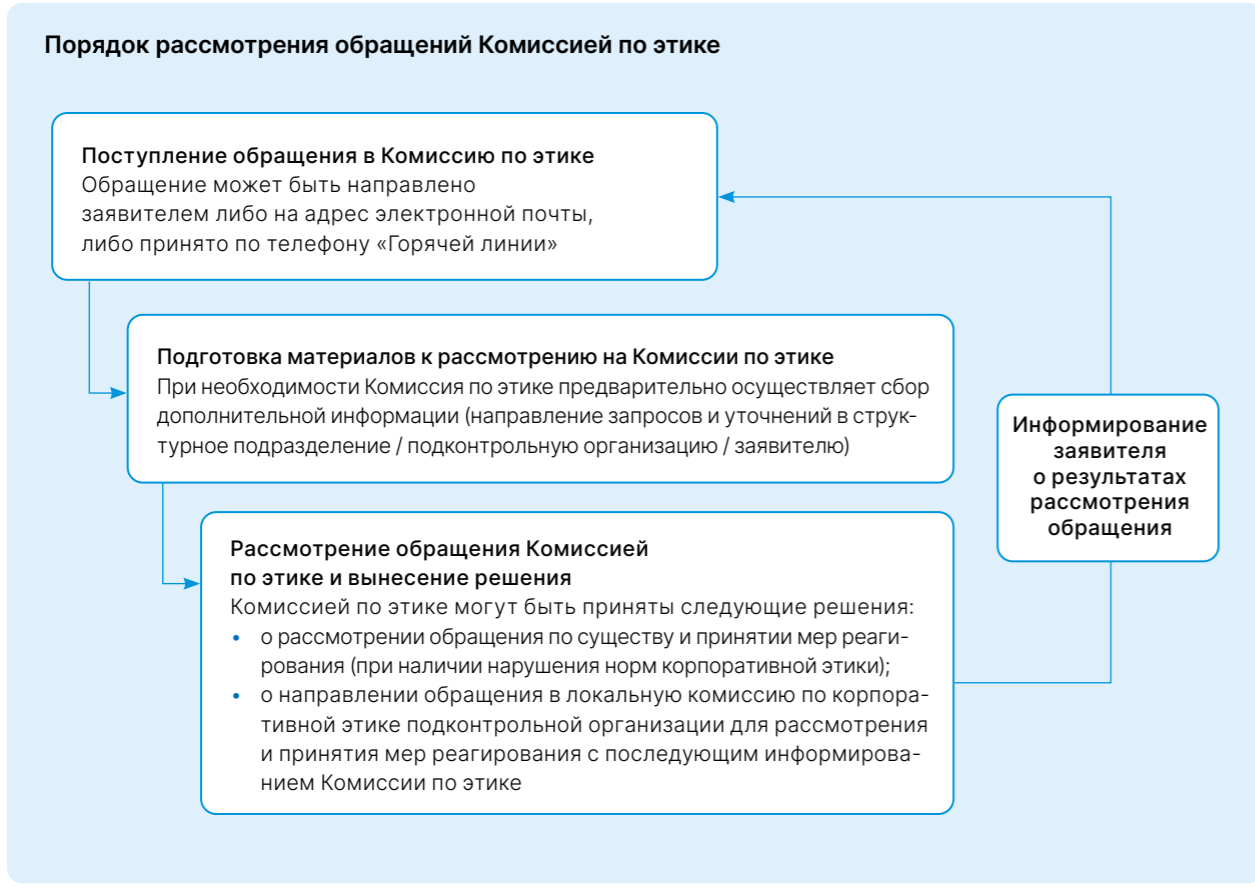 Порядок рассмотрения обращений Комиссией по этике
Поступление обращения в Комиссию по этике
Обращение может быть направлено
заявителем либо на адрес электронной почты,
либо принято по телефону «Горячей линии»
Подготовка материалов к рассмотрению на Комиссии по этике
При необходимости Комиссия по этике предварительно осуществляет сбор
дополнительной информации (направление запросов и уточнений в струк-
турное подразделение / подконтрольную организацию / заявителю)
Рассмотрение обращения Комиссией
по этике и вынесение решения
Комиссией по этике могут быть приняты следующие решения:
• о рассмотрении обращения по существу и принятии мер реаги-
рования (при наличии нарушения норм корпоративной этики);
• о направлении обращения в локальную комиссию по корпора-
тивной этике подконтрольной организации для рассмотрения
и принятия мер реагирования с последующим информирова-
нием Комиссии по этике
Информирование
заявителя
о результатах
рассмотрения
обращения